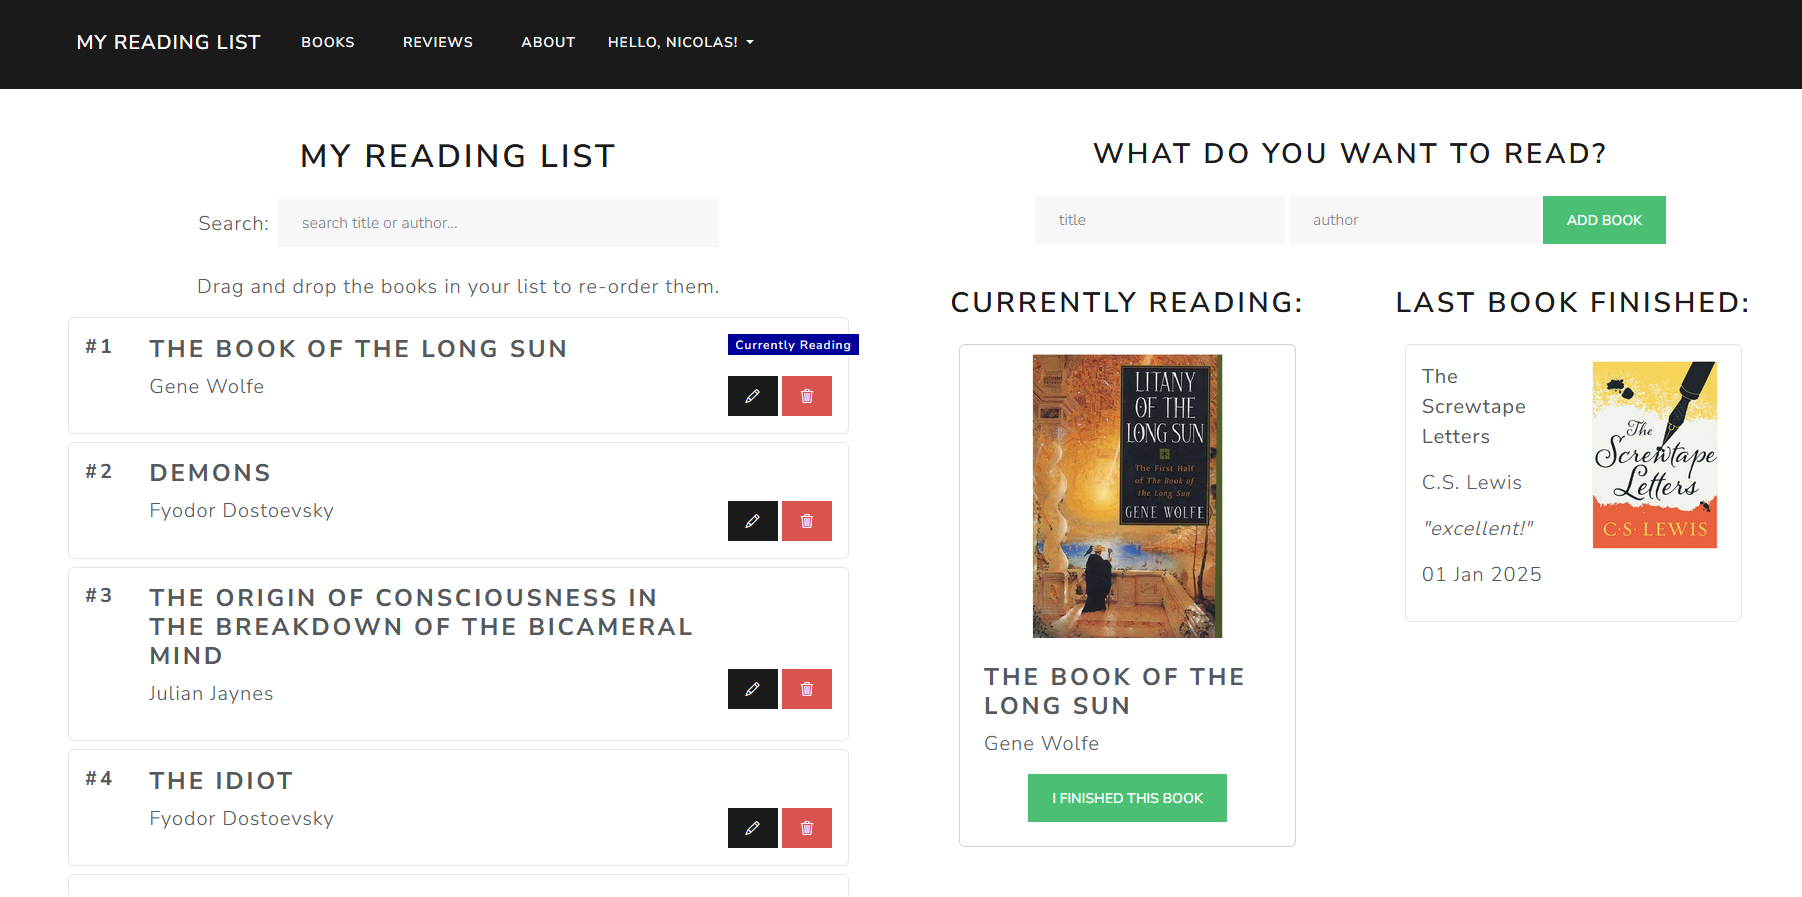 MY READING LIST BOOKS REVIEWS ABOUT HELLO, NICOLAS!
MY READING LIST
Search: search title or author...
Drag and drop the books in your list to re-order them.
#1 THE BOOK OF THE LONG SUN Currently Reading
Gene Wolfe
#2 DEMONS
Fyodor Dostoevsky
#3 THE ORIGIN OF CONSCIOUSNESS IN
THE BREAKDOWN OF THE BICAMERAL
MIND
Julian Jaynes
#4 THE IDIOT
Fyodor Dostoevsky
WHAT DO YOU WANT TO READ?
title author ADD BOOK
CURRENTLY READING:
LITANY
OF THE
LONG SUN
The First Half
of The Book of
the Long Sun
GENE WOLFE
THE BOOK OF THE
LONG SUN
Gene Wolfe
I FINISHED THIS BOOK
LAST BOOK FINISHED:
The
Screwtape
Letters
C.S. Lewis
"excellent!"
01 Jan 2025
The
Screwtape
Letters
C·S· LEWIS